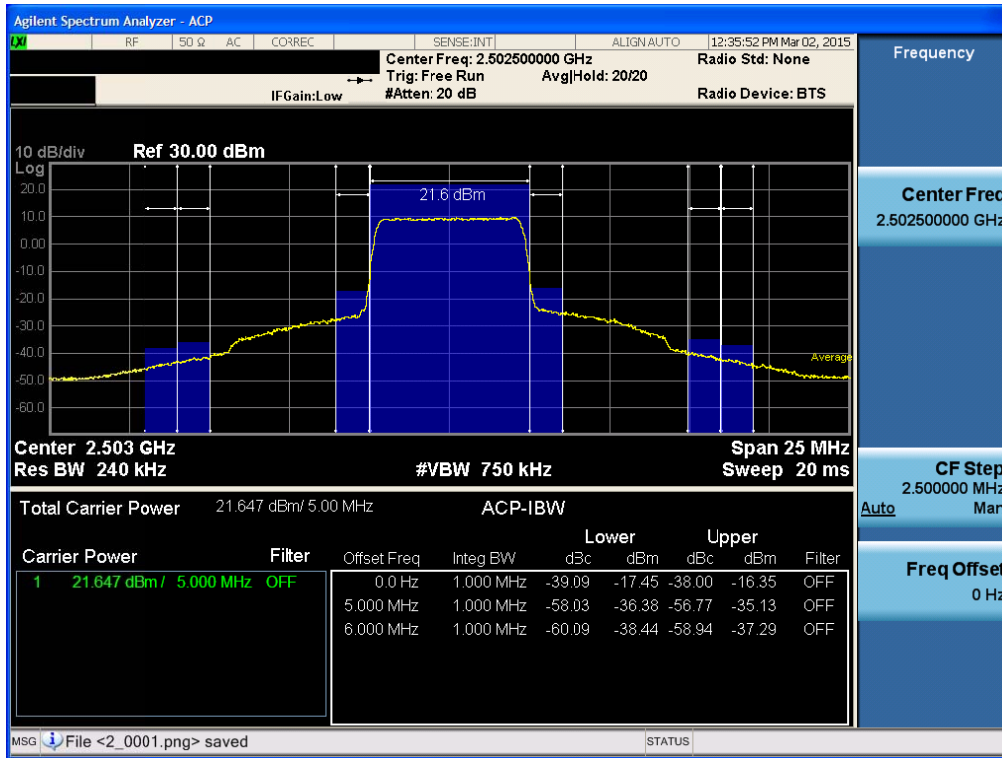 Agilent Spectrum Analyzer - ACP
LXI RF 50 Ω AC CORREC SENSE:INT ALIGN AUTO 12:35:52 PM Mar 02, 2015
Center Freq: 2.502500000 GHz Radio Std: None
Trig: Free Run Avg|Hold: 20/20
IFGain:Low #Atten: 20 dB Radio Device: BTS
10 dB/div Ref 30.00 dBm
Log
20.0
10.0
0.00
-10.0
-20.0
-30.0
-40.0
-50.0
-60.0
21.6 dBm
Average
Center 2.503 GHz Span 25 MHz
Res BW 240 kHz #VBW 750 kHz Sweep 20 ms
Total Carrier Power 21.647 dBm/ 5.00 MHz ACP-IBW
Lower Upper
Carrier Power Filter Offset Freq Integ BW dBc dBm dBc dBm Filter
1 21.647 dBm / 5.000 MHz OFF 0.0 Hz 1.000 MHz -39.09 -17.45 -38.00 -16.35 OFF
5.000 MHz 1.000 MHz -58.03 -36.38 -56.77 -35.13 OFF
6.000 MHz 1.000 MHz -60.09 -38.44 -58.94 -37.29 OFF
MSG File <2_0001.png> saved STATUS
Frequency
Center Freq
2.502500000 GHz
CF Step
2.500000 MHz
Auto Man
Freq Offset
0 Hz